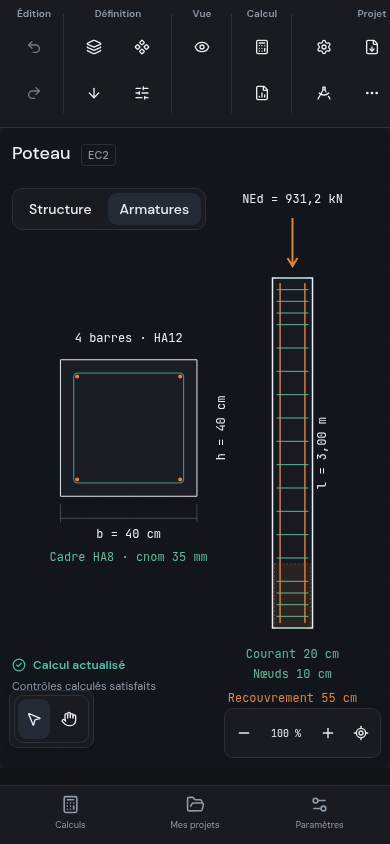 Édition Définition Vue Calcul Projet
Poteau EC2
Structure Armatures
NEd = 931,2 kN
4 barres · HA12
h = 40 cm
l = 3,00 m
b = 40 cm
Cadre HA8 · cnom 35 mm
Courant 20 cm
Nœuds 10 cm
Recouvrement 55 cm
Calcul actualisé
Contrôles calculés satisfaits
100 %
Calculs Mes projets Paramètres